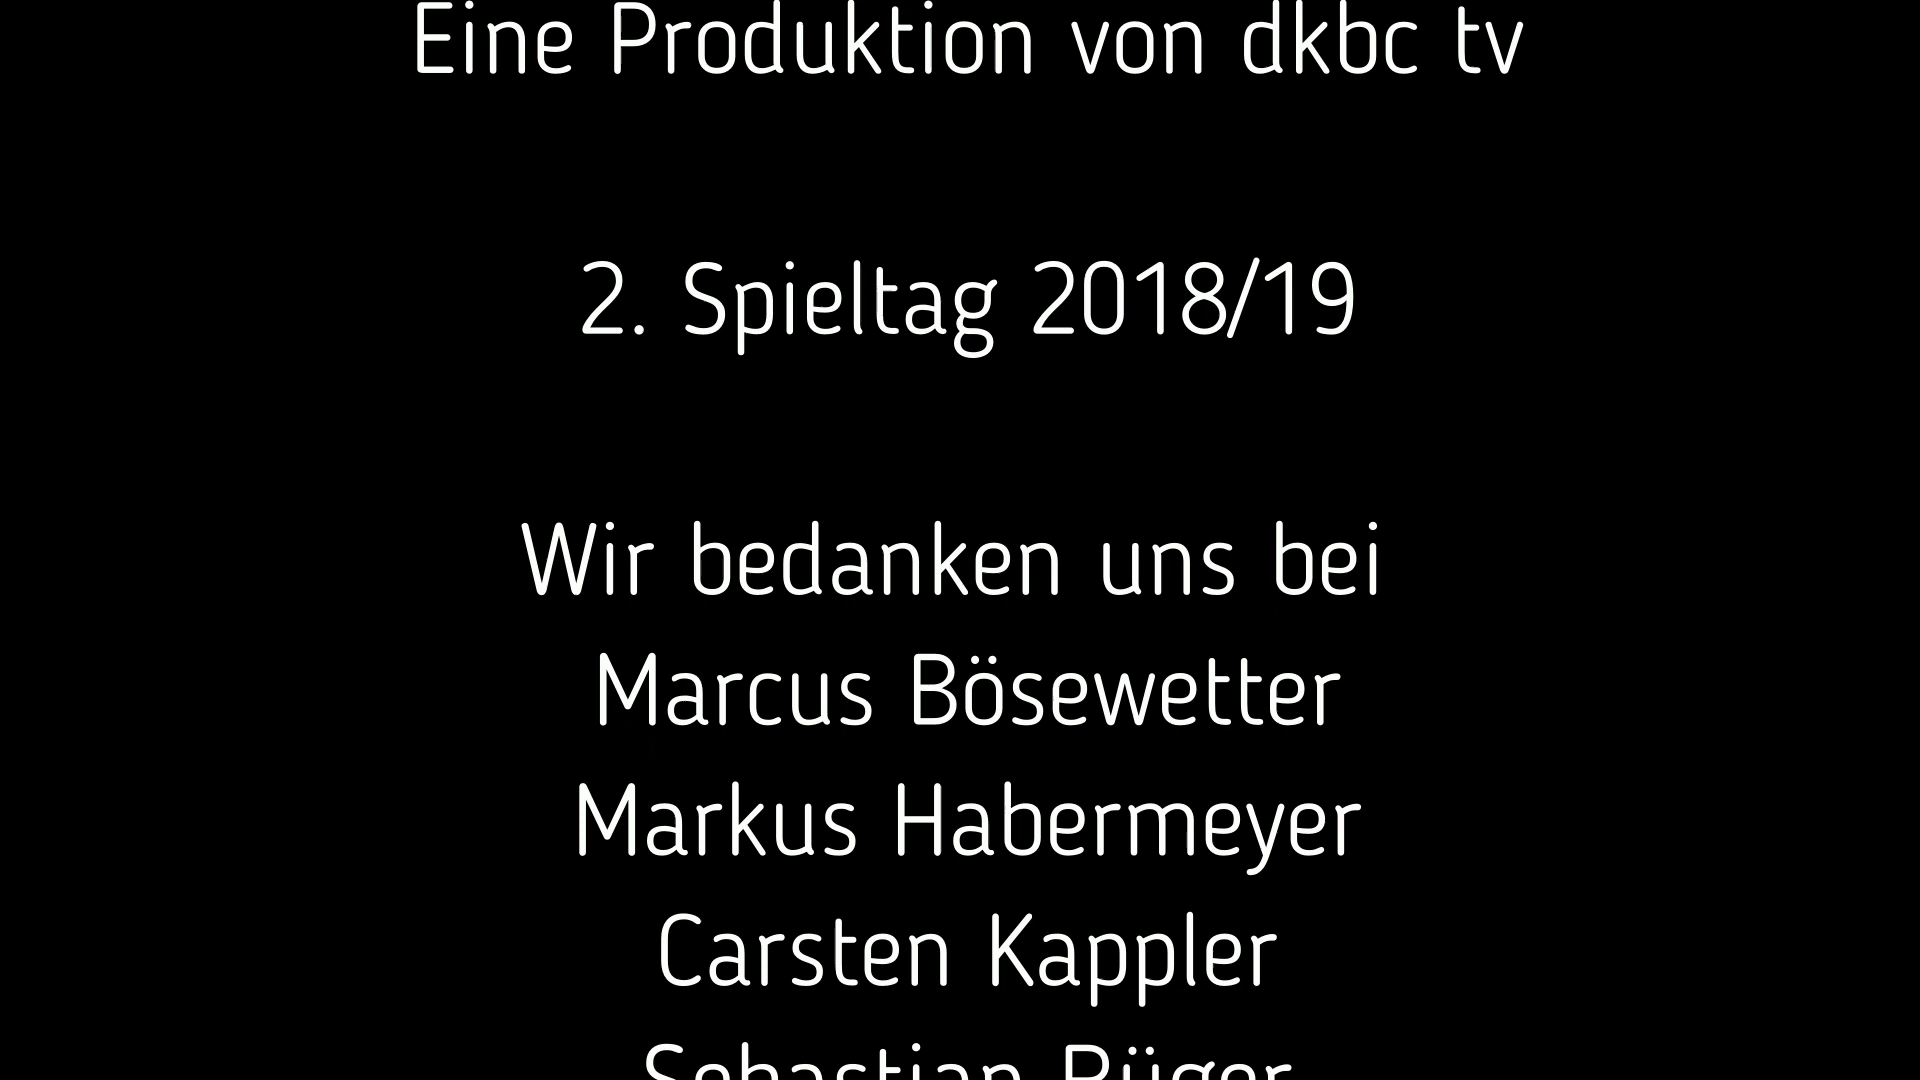 Eine Produktion von dkbc tv
2. Spieltag 2018/19
Wir bedanken uns bei
Marcus Bösewetter
Markus Habermeyer
Carsten Kappler
Sebastian